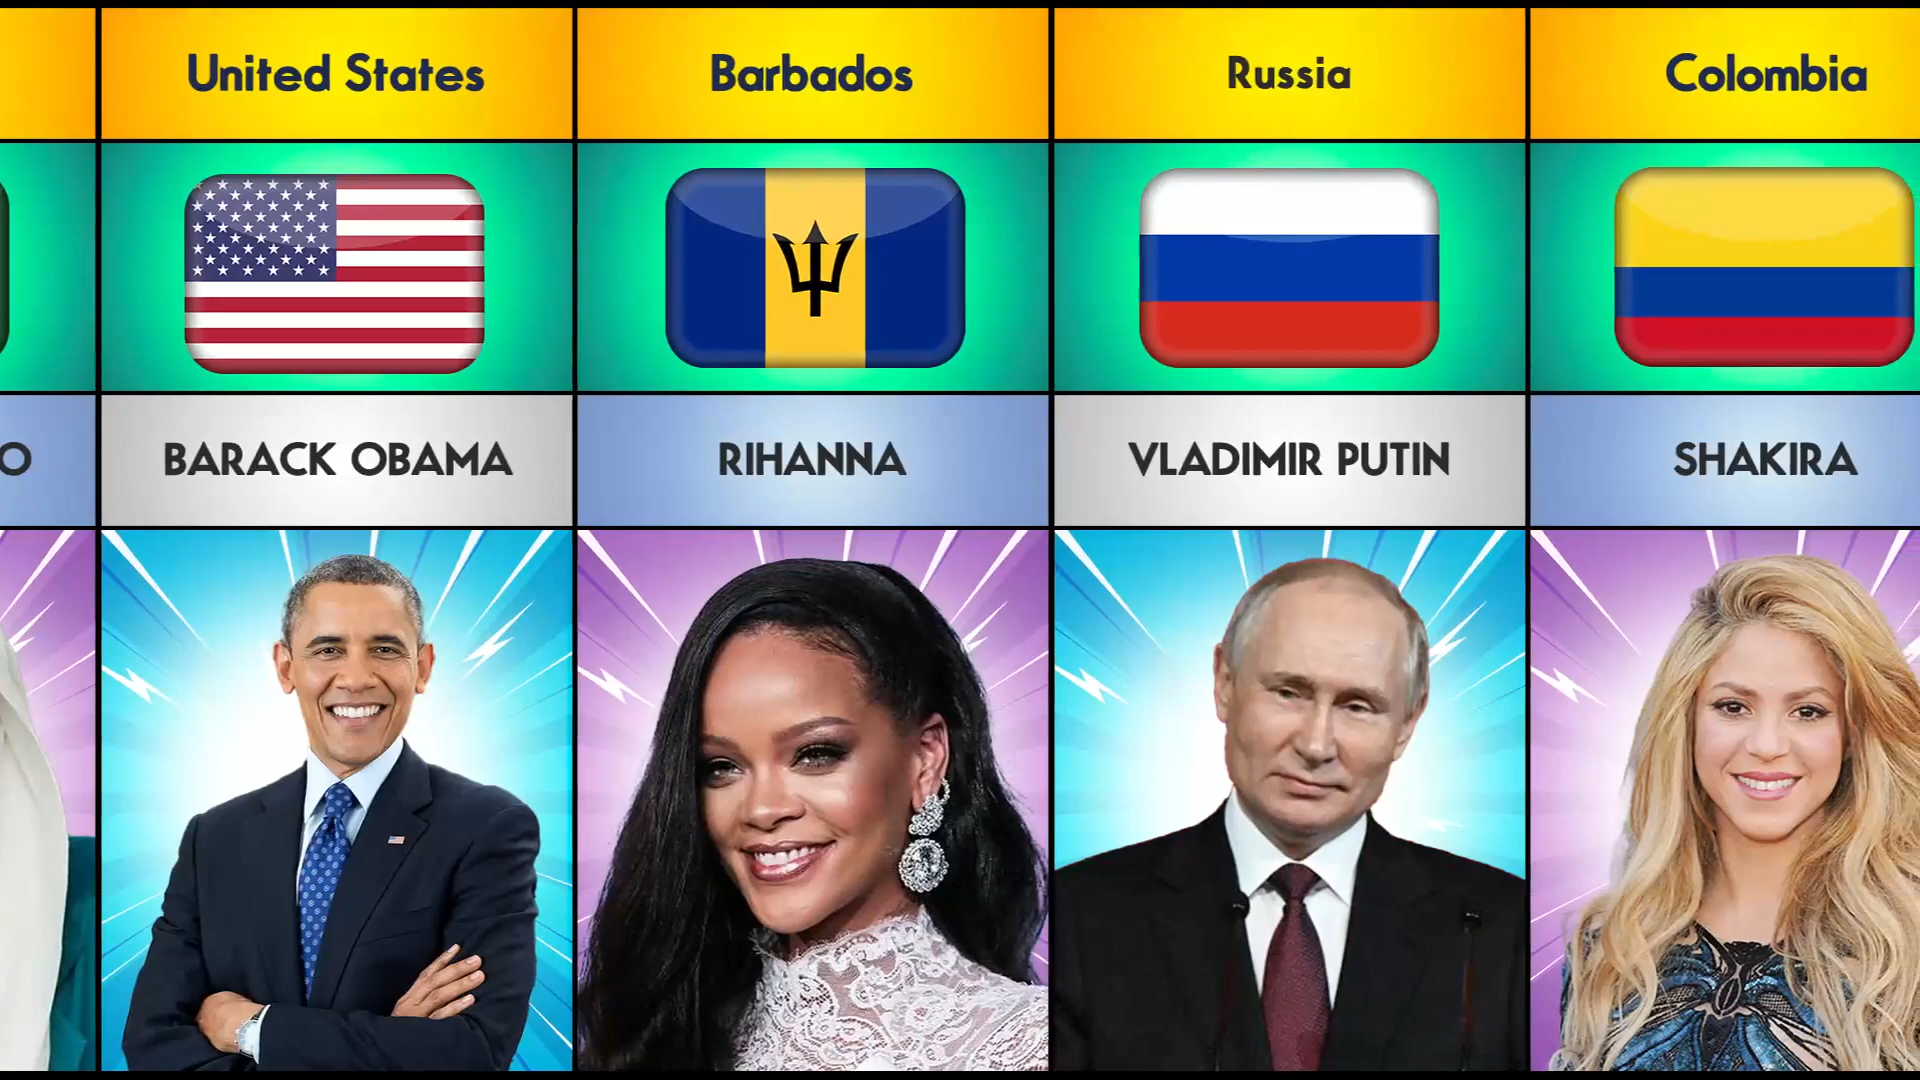 United States
Barbados
Russia
Colombia
O
BARACK OBAMA
RIHANNA
VLADIMIR PUTIN
SHAKIRA